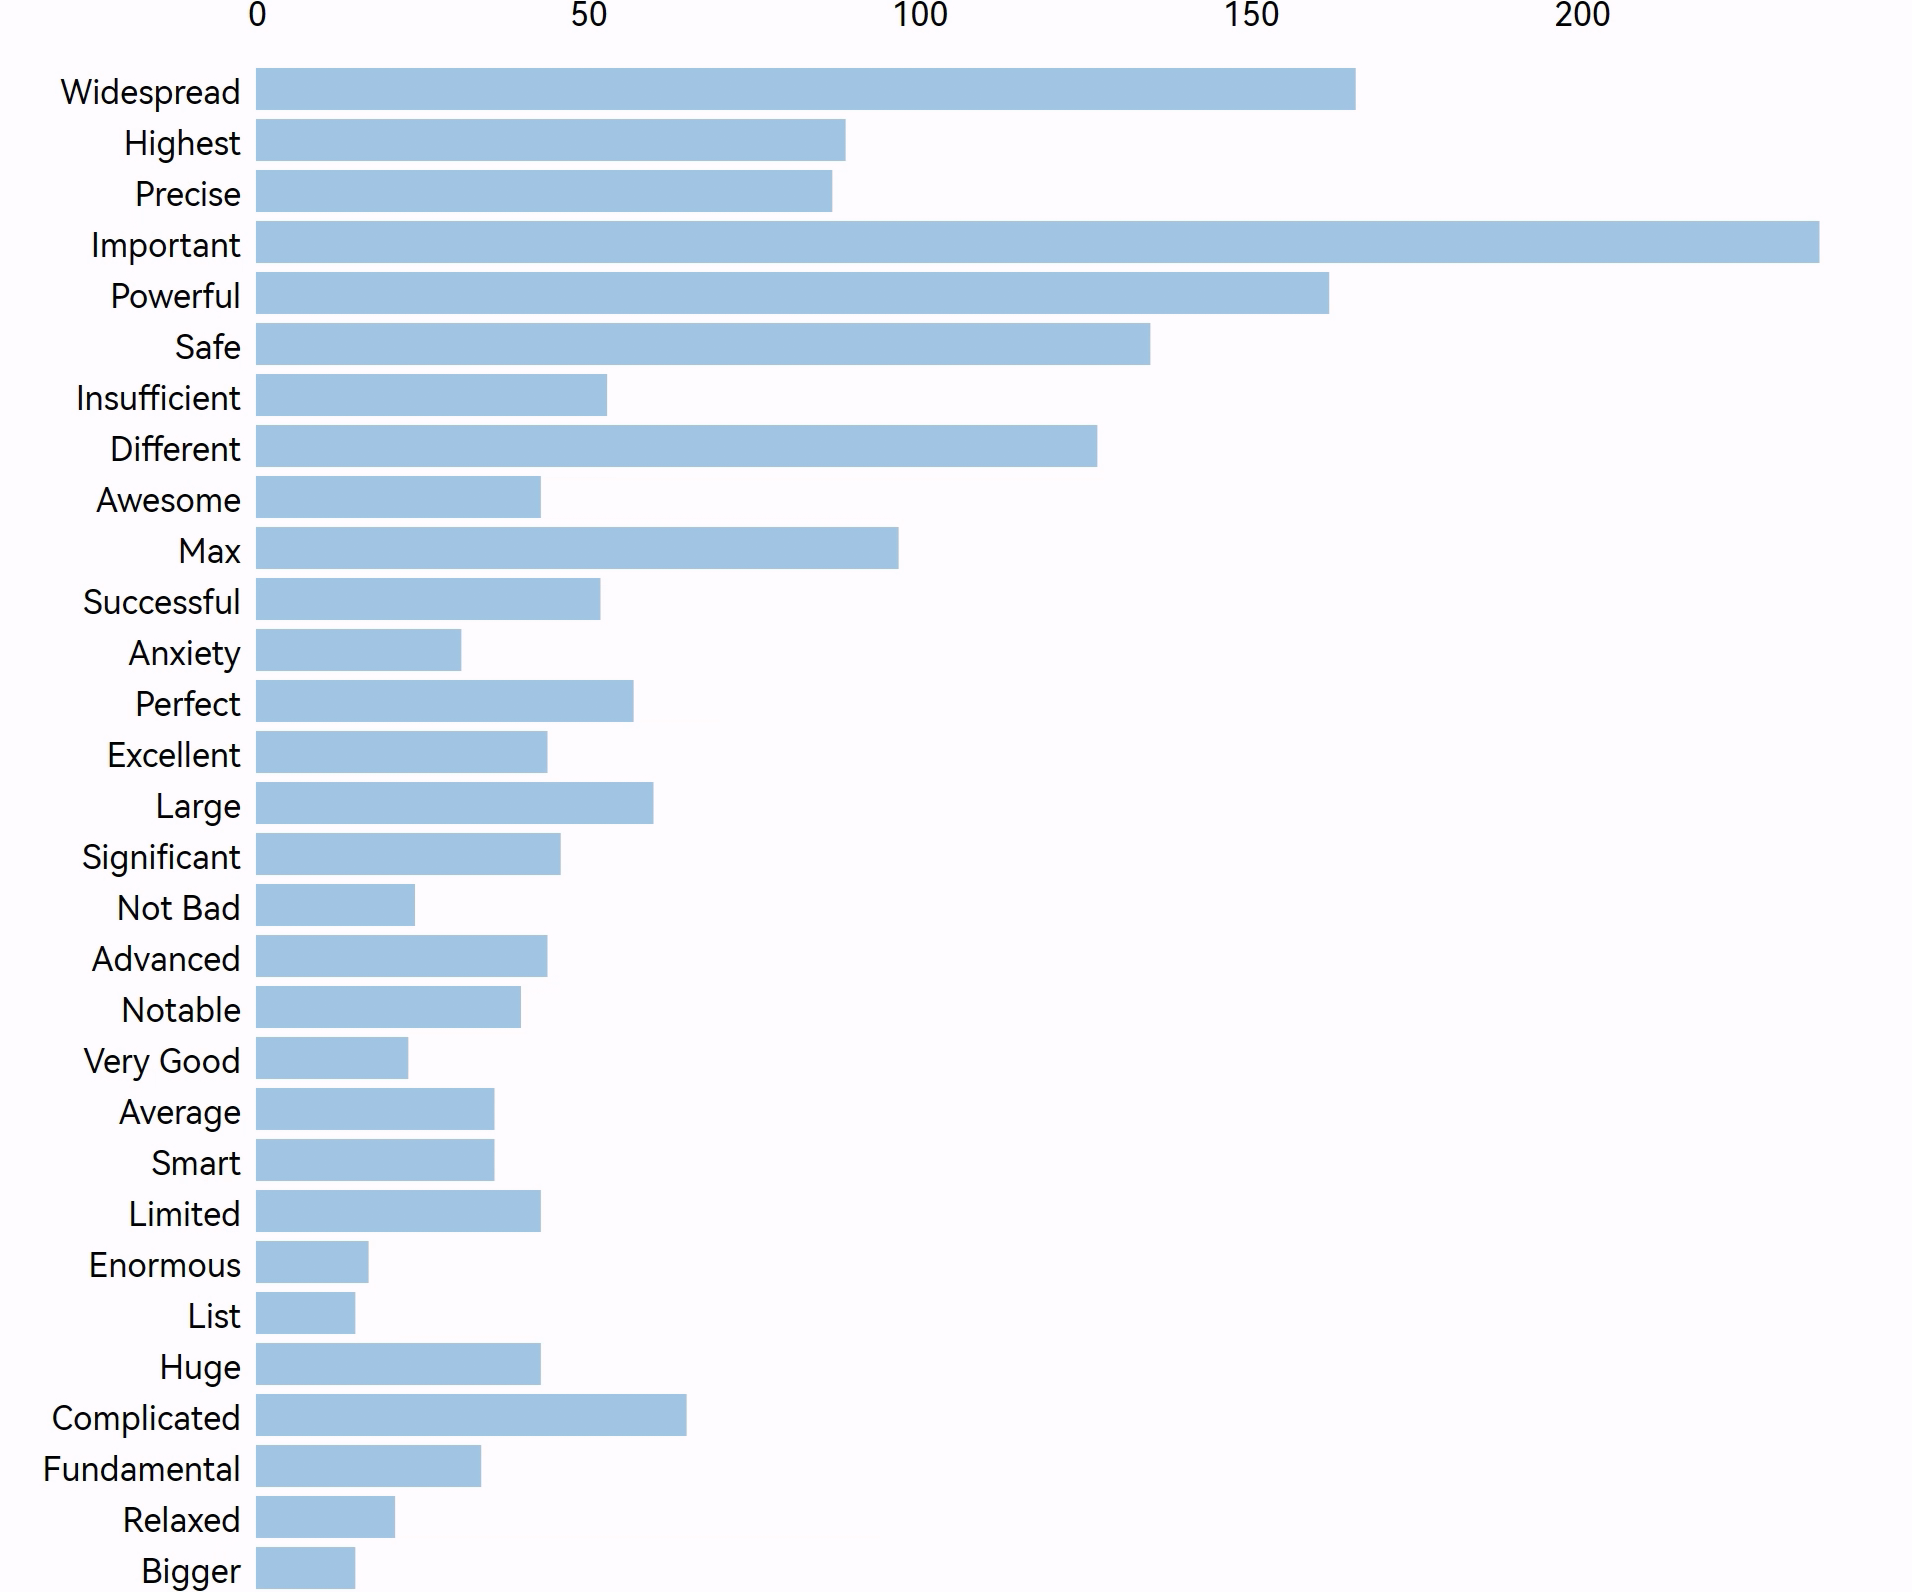 0 50 100 150 200
Widespread
Highest
Precise
Important
Powerful
Safe
Insufficient
Different
Awesome
Max
Successful
Anxiety
Perfect
Excellent
Large
Significant
Not Bad
Advanced
Notable
Very Good
Average
Smart
Limited
Enormous
List
Huge
Complicated
Fundamental
Relaxed
Bigger